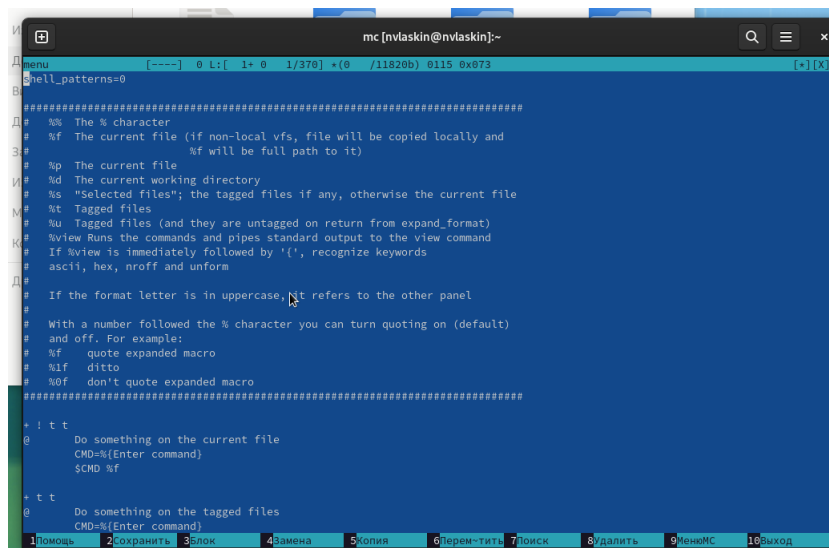 mc [nvlaskin@nvlaskin]:~
menu [----] 0 L:[ 1+ 0 1/370] *(0 /11820b) 0115 0x073 [*][X]
shell_patterns=0
##############################################################################
# %% The % character
# %f The current file (if non-local vfs, file will be copied locally and
# %f will be full path to it)
# %p The current file
# %d The current working directory
# %s "Selected files"; the tagged files if any, otherwise the current file
# %t Tagged files
# %u Tagged files (and they are untagged on return from expand_format)
# %view Runs the commands and pipes standard output to the view command
# If %view is immediately followed by '{', recognize keywords
# ascii, hex, nroff and unform
#
# If the format letter is in uppercase, it refers to the other panel
#
# With a number followed the % character you can turn quoting on (default)
# and off. For example:
# %f quote expanded macro
# %1f ditto
# %0f don't quote expanded macro
##############################################################################
+ ! t t
@ Do something on the current file
CMD=%{Enter command}
$CMD %f
+ t t
@ Do something on the tagged files
CMD=%{Enter command}
1Помощь 2Сохранить 3Блок 4Замена 5Копия 6Перем~тить 7Поиск 8Удалить 9МенюМС 10Выход